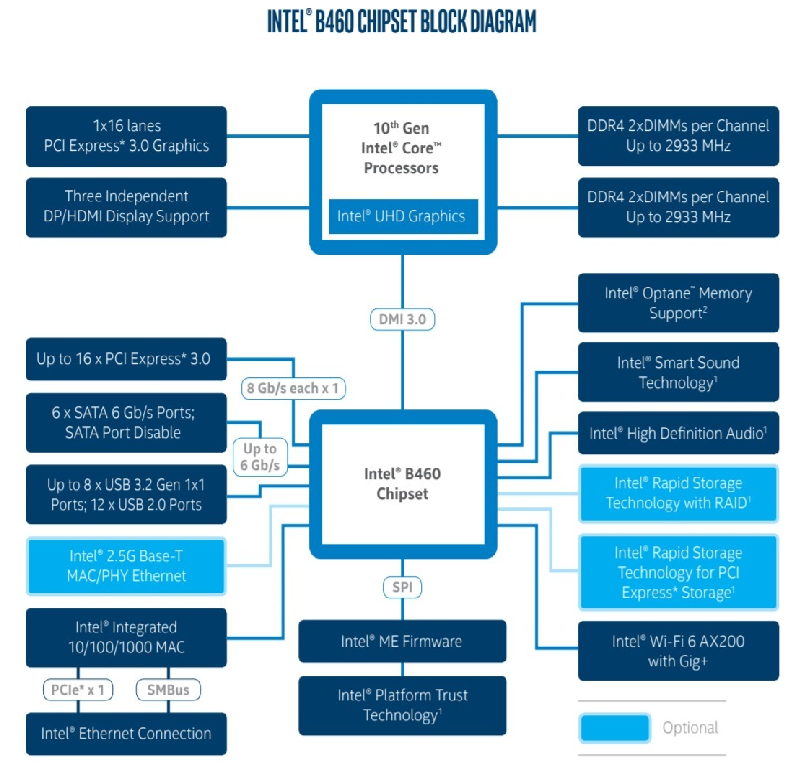 INTEL® B460 CHIPSET BLOCK DIAGRAM
1x16 lanes
PCI Express* 3.0 Graphics
Three Independent
DP/HDMI Display Support
10th Gen
Intel® Core™
Processors
Intel® UHD Graphics
DDR4 2xDIMMs per Channel
Up to 2933 MHz
DDR4 2xDIMMs per Channel
Up to 2933 MHz
DMI 3.0
Up to 16 x PCI Express* 3.0
8 Gb/s each x 1
6 x SATA 6 Gb/s Ports;
SATA Port Disable
Up to
6 Gb/s
Up to 8 x USB 3.2 Gen 1x1
Ports; 12 x USB 2.0 Ports
Intel® 2.5G Base-T
MAC/PHY Ethernet
Intel® Integrated
10/100/1000 MAC
PCIe* x 1
SMBus
Intel® Ethernet Connection
Intel® B460
Chipset
SPI
Intel® ME Firmware
Intel® Platform Trust
Technology¹
Intel® Optane™ Memory
Support²
Intel® Smart Sound
Technology¹
Intel® High Definition Audio¹
Intel® Rapid Storage
Technology with RAID¹
Intel® Rapid Storage
Technology for PCI
Express* Storage¹
Intel® Wi-Fi 6 AX200
with Gig+
Optional